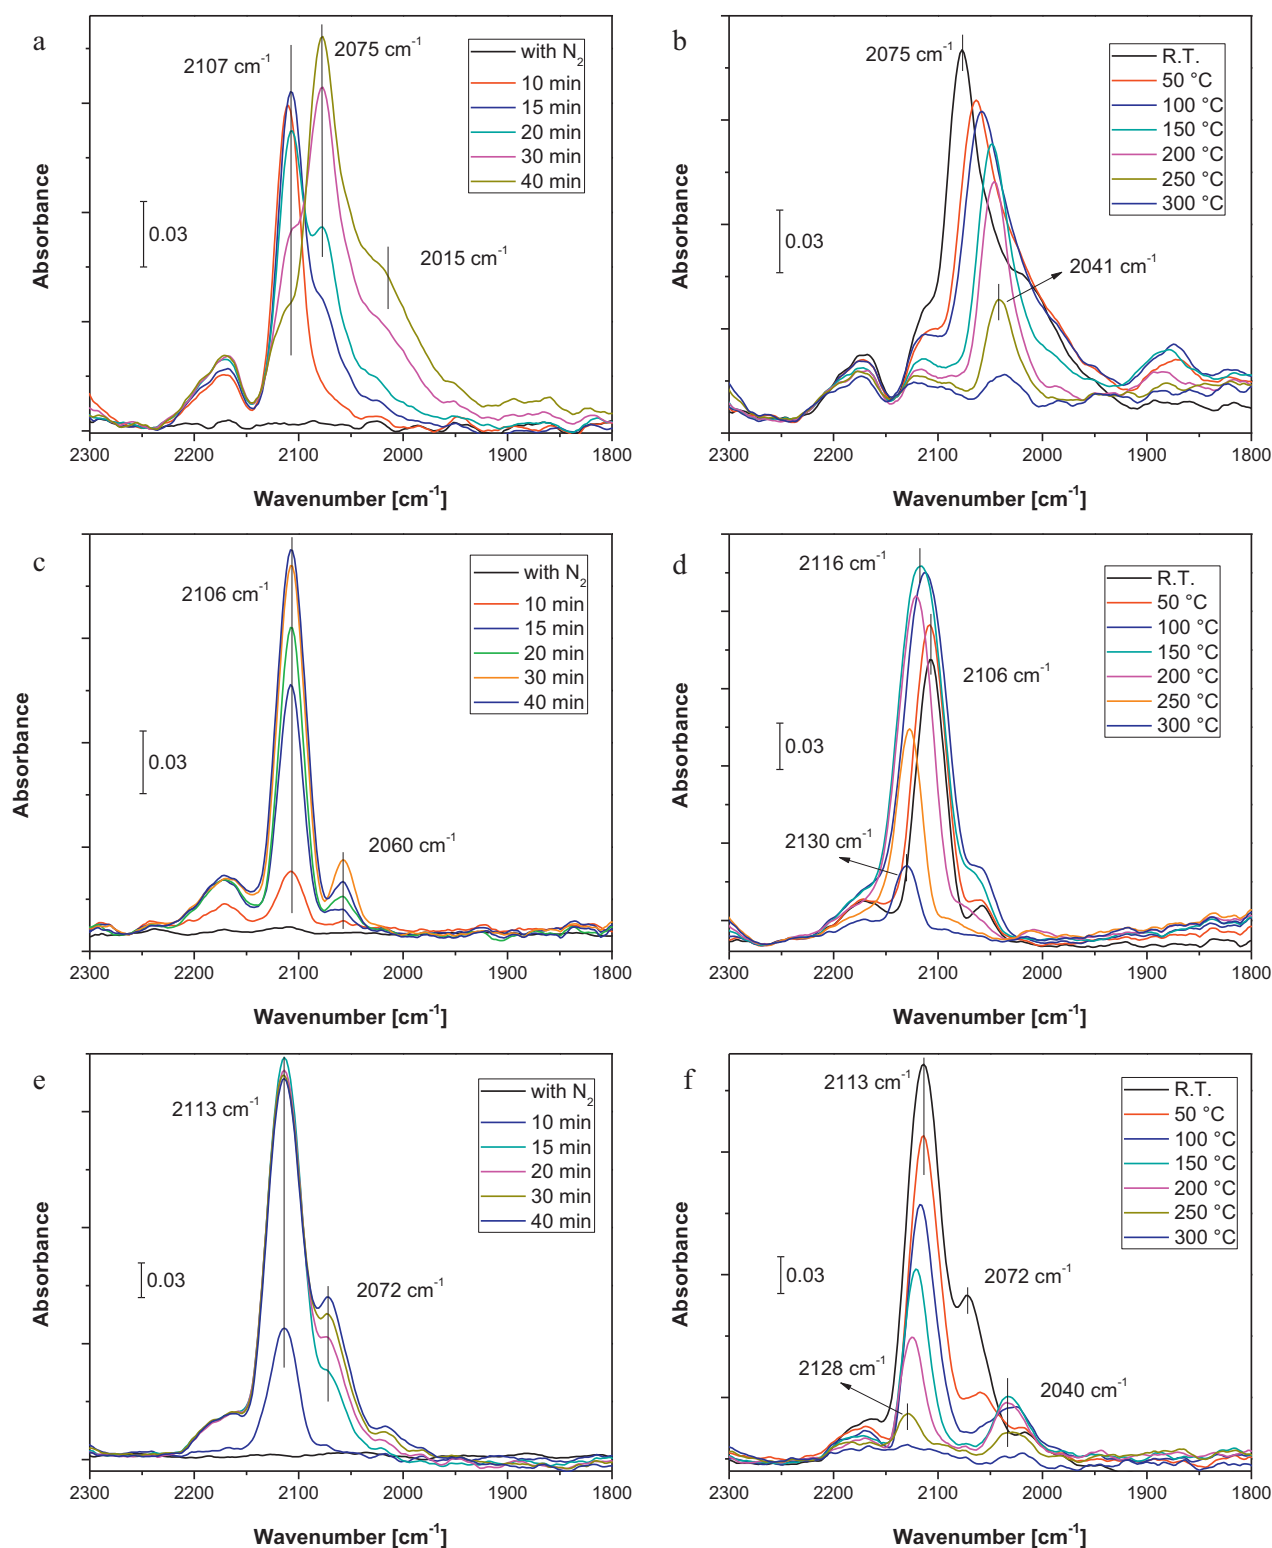 a
2107 cm⁻¹
2075 cm⁻¹
2015 cm⁻¹
0.03
with N₂
10 min
15 min
20 min
30 min
40 min
Absorbance
2300 2200 2100 2000 1900 1800
Wavenumber [cm⁻¹]
b
2075 cm⁻¹
2041 cm⁻¹
0.03
R.T.
50 °C
100 °C
150 °C
200 °C
250 °C
300 °C
Absorbance
2300 2200 2100 2000 1900 1800
Wavenumber [cm⁻¹]
c
2106 cm⁻¹
2060 cm⁻¹
0.03
with N₂
10 min
15 min
20 min
30 min
40 min
Absorbance
2300 2200 2100 2000 1900 1800
Wavenumber [cm⁻¹]
d
2116 cm⁻¹
2106 cm⁻¹
2130 cm⁻¹
0.03
R.T.
50 °C
100 °C
150 °C
200 °C
250 °C
300 °C
Absorbance
2300 2200 2100 2000 1900 1800
Wavenumber [cm⁻¹]
e
2113 cm⁻¹
2072 cm⁻¹
0.03
with N₂
10 min
15 min
20 min
30 min
40 min
Absorbance
2300 2200 2100 2000 1900 1800
Wavenumber [cm⁻¹]
f
2113 cm⁻¹
2072 cm⁻¹
2128 cm⁻¹
2040 cm⁻¹
0.03
R.T.
50 °C
100 °C
150 °C
200 °C
250 °C
300 °C
Absorbance
2300 2200 2100 2000 1900 1800
Wavenumber [cm⁻¹]